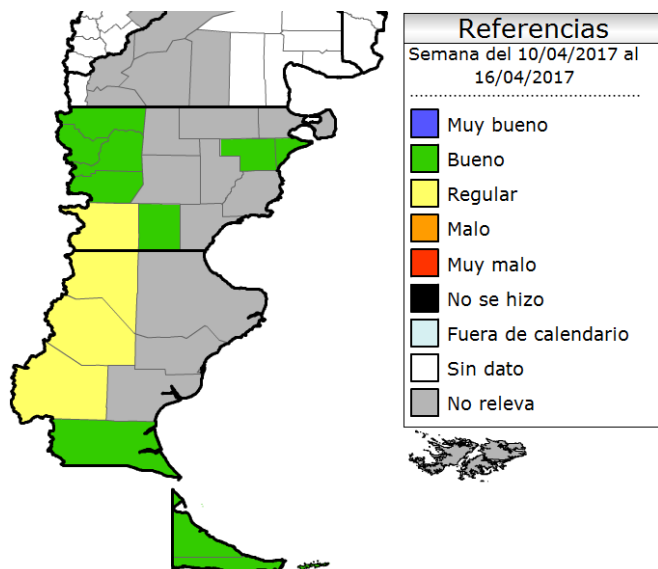 Referencias
Semana del 10/04/2017 al
16/04/2017
Muy bueno
Bueno
Regular
Malo
Muy malo
No se hizo
Fuera de calendario
Sin dato
No releva